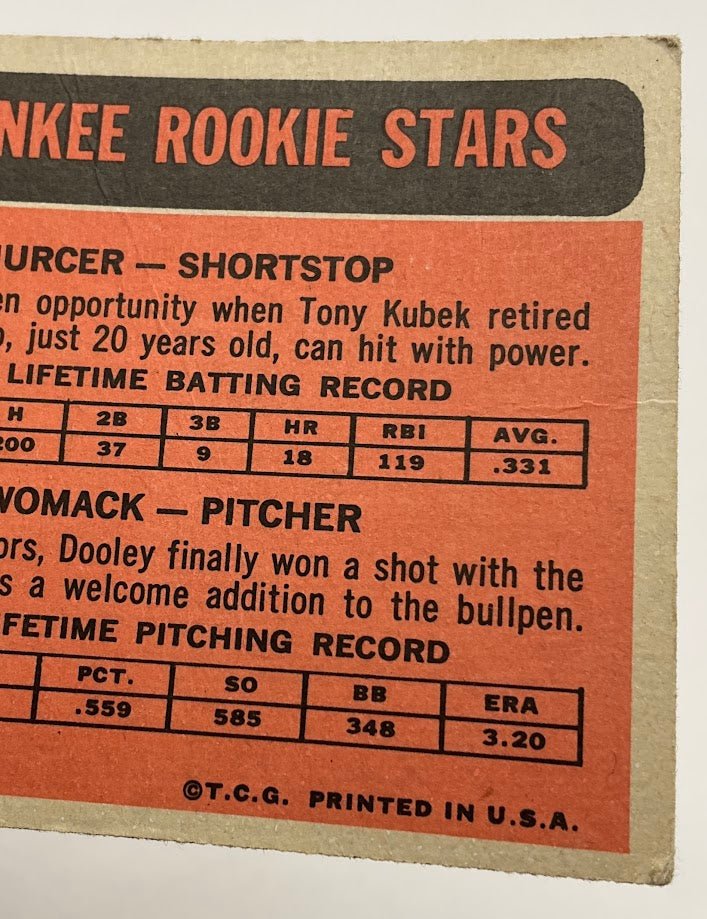 NKEE ROOKIE STARS
URCER — SHORTSTOP
en opportunity when Tony Kubek retired
, just 20 years old, can hit with power.
LIFETIME BATTING RECORD
H 2B 3B HR RBI AVG.
200 37 9 18 119 .331
WOMACK — PITCHER
ors, Dooley finally won a shot with the
s a welcome addition to the bullpen.
FETIME PITCHING RECORD
PCT. SO BB ERA
.559 585 348 3.20
©T.C.G. PRINTED IN U.S.A.